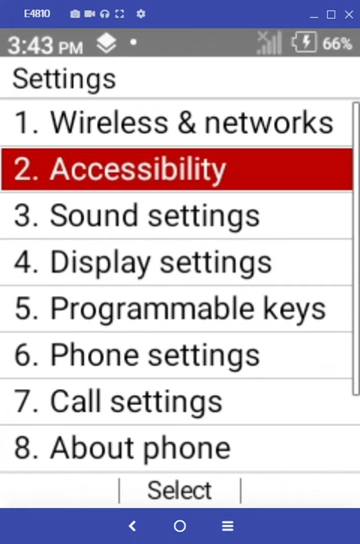 E4810
3:43 PM 66%
Settings
1. Wireless & networks
2. Accessibility
3. Sound settings
4. Display settings
5. Programmable keys
6. Phone settings
7. Call settings
8. About phone
Select